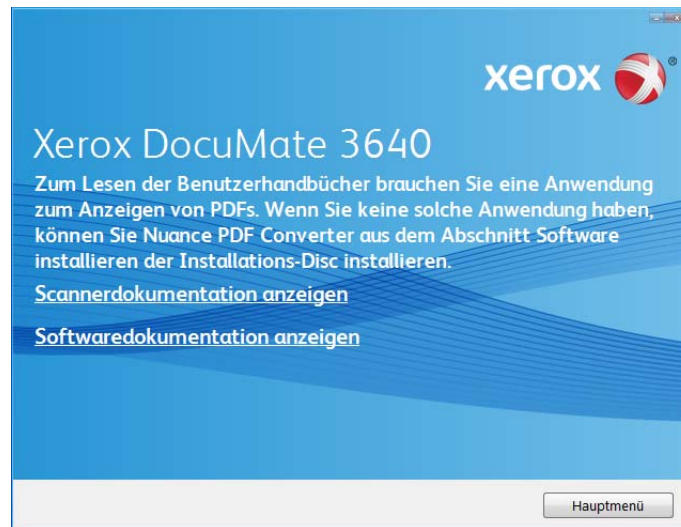 xerox ®
Xerox DocuMate 3640
Zum Lesen der Benutzerhandbücher brauchen Sie eine Anwendung
zum Anzeigen von PDFs. Wenn Sie keine solche Anwendung haben,
können Sie Nuance PDF Converter aus dem Abschnitt Software
installieren der Installations-Disc installieren.
Scannerdokumentation anzeigen
Softwaredokumentation anzeigen
Hauptmenü